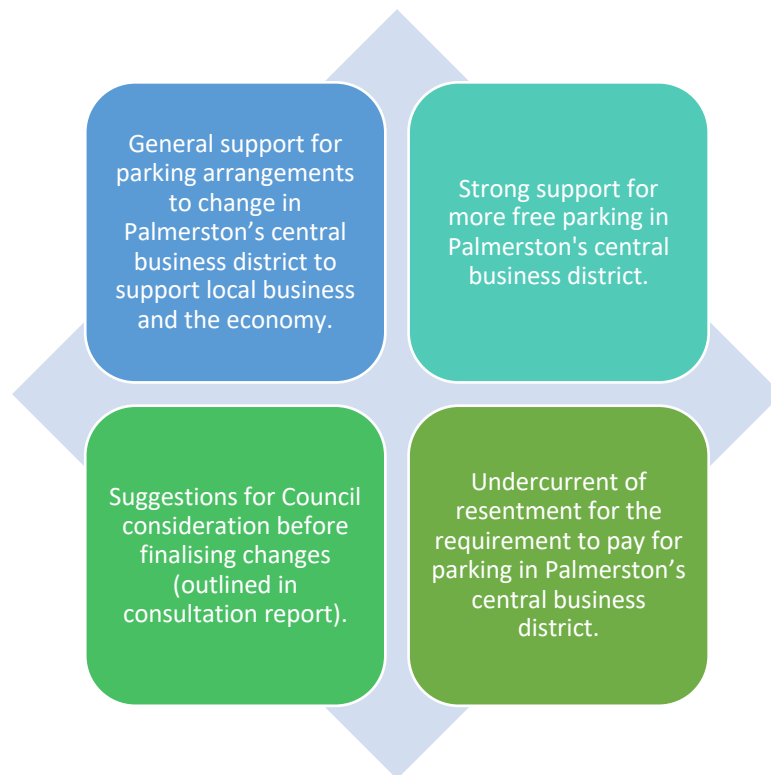 General support for
parking arrangements
to change in
Palmerston’s central
business district to
support local business
and the economy.
Strong support for
more free parking in
Palmerston's central
business district.
Suggestions for Council
consideration before
finalising changes
(outlined in
consultation report).
Undercurrent of
resentment for the
requirement to pay for
parking in Palmerston’s
central business
district.